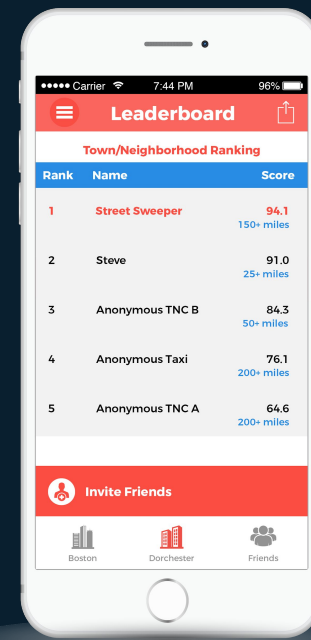 Carrier 7:44 PM 96%
Leaderboard
Town/Neighborhood Ranking
Rank Name Score
1 Street Sweeper 94.1
150+ miles
2 Steve 91.0
25+ miles
3 Anonymous TNC B 84.3
50+ miles
4 Anonymous Taxi 76.1
200+ miles
5 Anonymous TNC A 64.6
200+ miles
Invite Friends
Boston Dorchester Friends